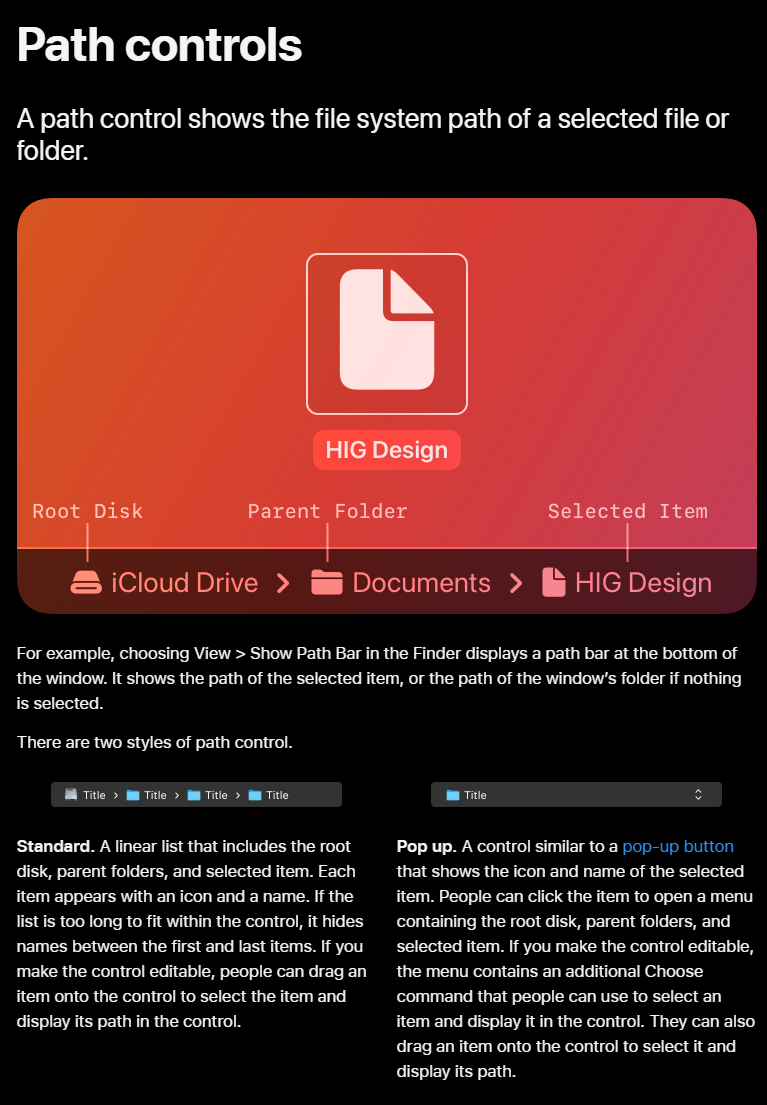 Path controls
A path control shows the file system path of a selected file or
folder.
HIG Design
Root Disk Parent Folder Selected Item
iCloud Drive > Documents > HIG Design
For example, choosing View > Show Path Bar in the Finder displays a path bar at the bottom of
the window. It shows the path of the selected item, or the path of the window’s folder if nothing
is selected.
There are two styles of path control.
Title > Title > Title > Title
Standard. A linear list that includes the root
disk, parent folders, and selected item. Each
item appears with an icon and a name. If the
list is too long to fit within the control, it hides
names between the first and last items. If you
make the control editable, people can drag an
item onto the control to select the item and
display its path in the control.
Title
Pop up. A control similar to a pop-up button
that shows the icon and name of the selected
item. People can click the item to open a menu
containing the root disk, parent folders, and
selected item. If you make the control editable,
the menu contains an additional Choose
command that people can use to select an
item and display it in the control. They can also
drag an item onto the control to select it and
display its path.